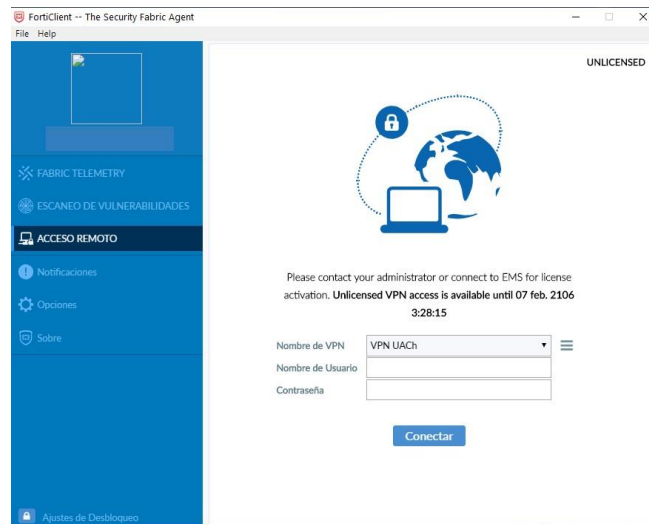 FortiClient -- The Security Fabric Agent
File Help
UNLICENSED
FABRIC TELEMETRY
ESCANEO DE VULNERABILIDADES
ACCESO REMOTO
Notificaciones
Opciones
Sobre
Ajustes de Desbloqueo
Please contact your administrator or connect to EMS for license
activation. Unlicensed VPN access is available until 07 feb. 2106
3:28:15
Nombre de VPN VPN UACh
Nombre de Usuario
Contraseña
Conectar